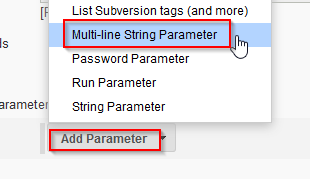 List Subversion tags (and more)
Multi-line String Parameter
Password Parameter
Run Parameter
String Parameter
Add Parameter